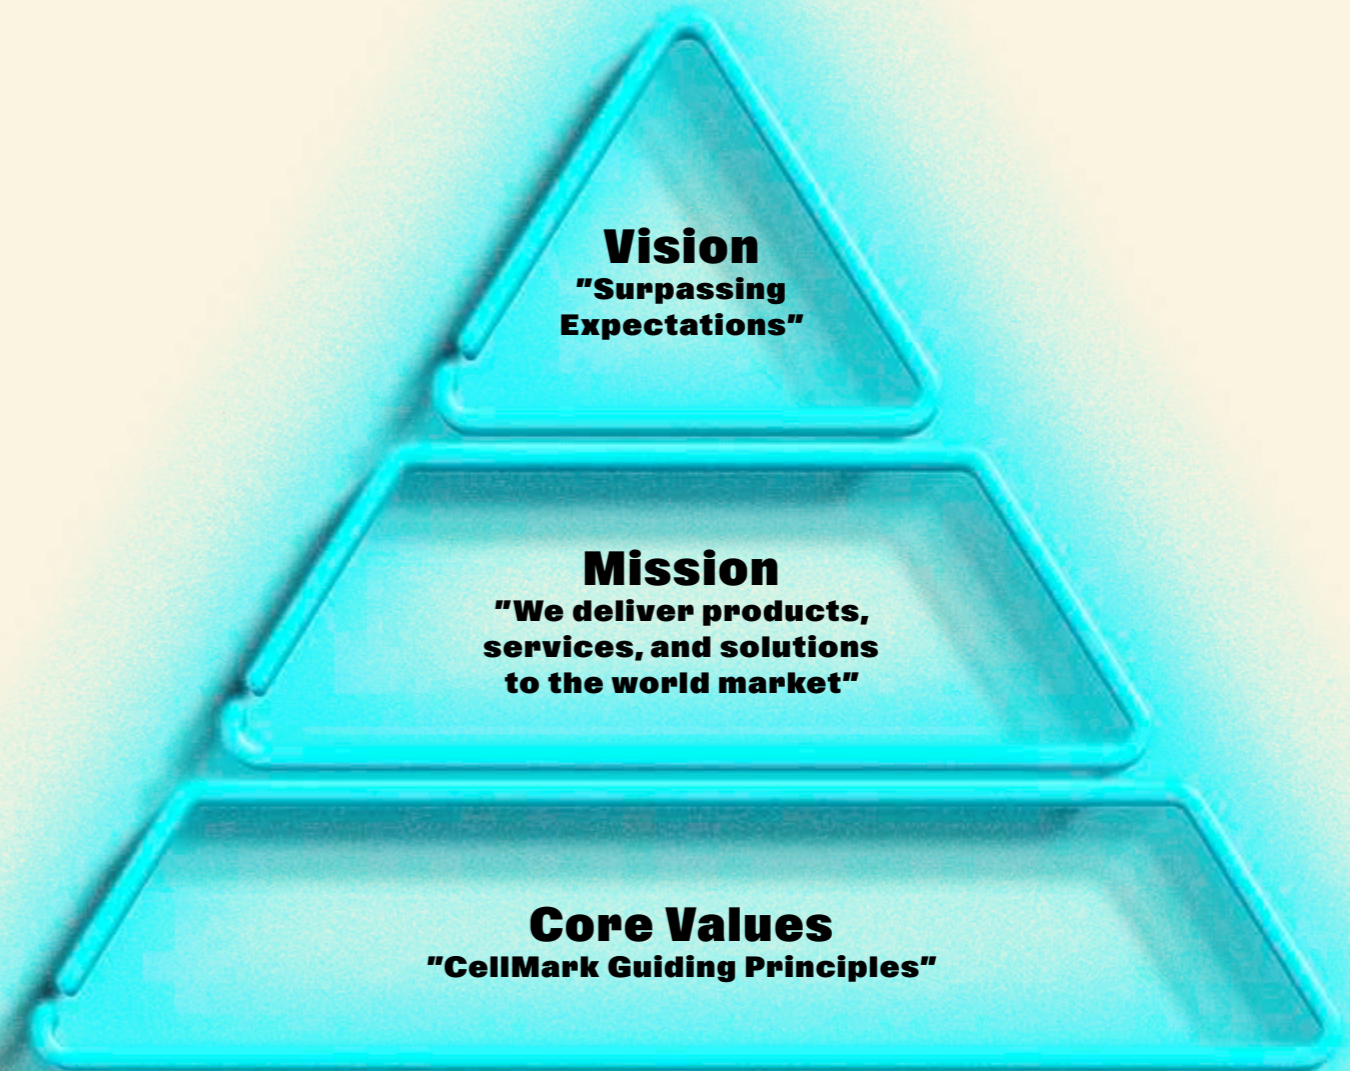 Vision
"Surpassing
Expectations"
Mission
"We deliver products,
services, and solutions
to the world market"
Core Values
"CellMark Guiding Principles"